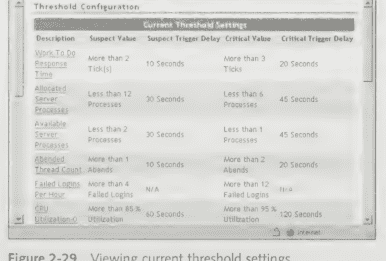 Threshold Configuration
Current Threshold Settings
Description Suspect Value Suspect Trigger Delay Critical Value Critical Trigger Delay
Work To Do
Response
Time
More than 2
Tick(s)
10 Seconds
More than 3
Ticks
20 Seconds
Allocated
Server
Processes
Less than 12
Processes
30 Seconds
Less than 6
Processes
45 Seconds
Available
Server
Processes
Less than 2
Processes
30 Seconds
Less than 1
Processes
45 Seconds
Abended
Thread Count
More than 1
Abends
10 Seconds
More than 2
Abends
20 Seconds
Failed Logins
Per Hour
More than 4
Failed Logins
N/A
More than 12
Failed Logins
N/A
CPU
Utilization 0
More than 85 %
Utilization
60 Seconds
More than 95 %
Utilization
120 Seconds
Internet
Figure 2-29 Viewing current threshold settings